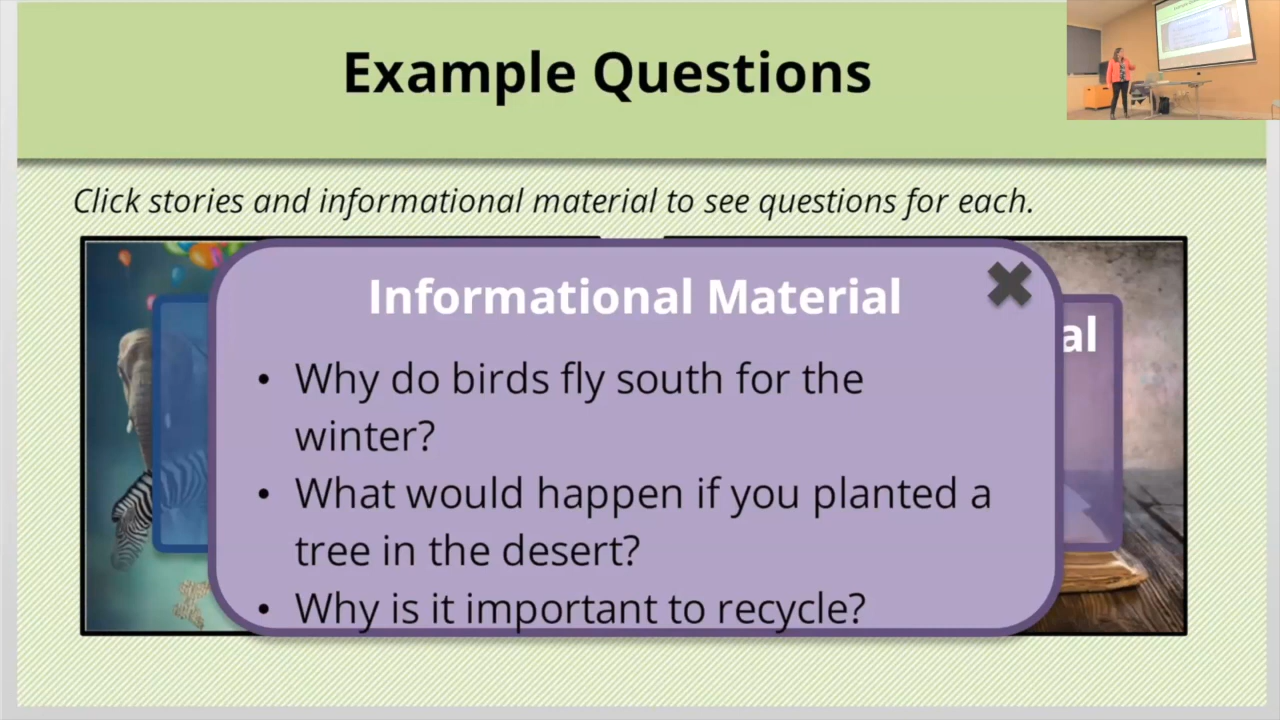 Example Questions
Click stories and informational material to see questions for each.
Informational Material
al
• Why do birds fly south for the
winter?
• What would happen if you planted a
tree in the desert?
• Why is it important to recycle?